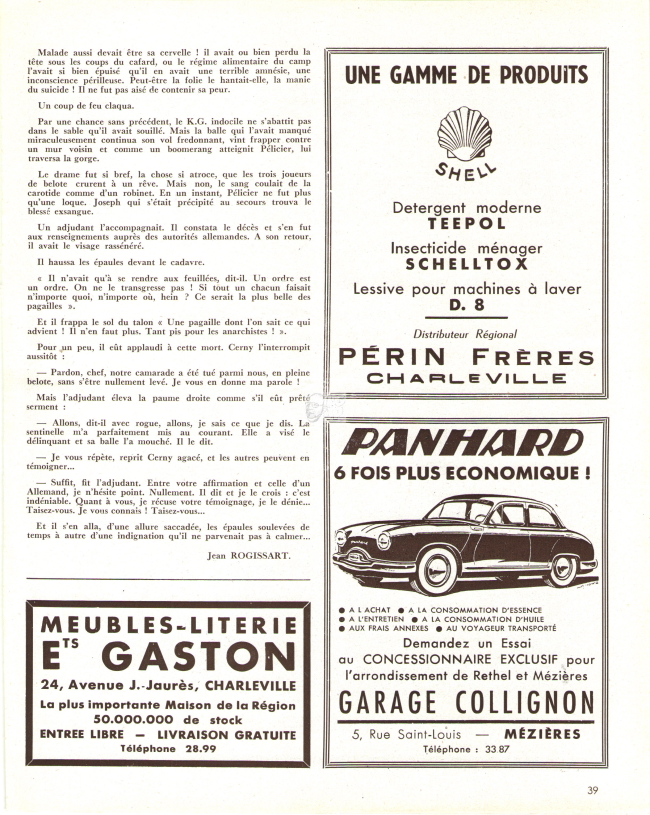 Malade aussi devait être sa cervelle ! il avait ou bien perdu la
tête sous les coups du cafard, ou le régime alimentaire du camp
l'avait si bien épuisé qu'il en avait une terrible amnésie, une
inconscience périlleuse. Peut-être la folie le hantait-elle, la manie
du suicide ! Il ne fut pas aisé de contenir sa peur.
Un coup de feu claqua.
Par une chance sans précédent, le K.G. indocile ne s'abattit pas
dans le sable qu'il avait souillé. Mais la balle qui l'avait manqué
miraculeusement continua son vol fredonnant, vint frapper contre
un mur voisin et comme un boomerang atteignit Pélicier, lui
traversa la gorge.
Le drame fut si bref, la chose si atroce, que les trois joueurs
de belote crurent à un rêve. Mais non, le sang coulait de la
carotide comme d'un robinet. En un instant, Pélicier ne fut plus
qu'une loque. Joseph qui s'était précipité au secours trouva le
blessé exsangue.
Un adjudant l'accompagnait. Il constata le décès et s'en fut
aux renseignements auprès des autorités allemandes. A son retour,
il avait le visage rasséréné.
Il haussa les épaules devant le cadavre.
« Il n'avait qu'à se rendre aux feuillées, dit-il. Un ordre est
un ordre. On ne le transgresse pas ! Si tout un chacun faisait
n'importe quoi, n'importe où, hein ? Ce serait la plus belle des
pagailles ».
Et il frappa le sol du talon « Une pagaille dont l'on sait ce qui
advient ! Il n'en faut plus. Tant pis pour les anarchistes ! ».
Pour un peu, il eût applaudi à cette mort. Cerny l'interrompit
aussitôt :
— Pardon, chef, notre camarade a été tué parmi nous, en pleine
belote, sans s'être nullement levé. Je vous en donne ma parole !
Mais l'adjudant éleva la paume droite comme s'il eût prêté
serment :
— Allons, dit-il avec rogue, allons, je sais ce que je dis. La
sentinelle m'a parfaitement mis au courant. Elle a visé le
délinquant et sa balle l'a mouché. Il le dit.
— Je vous répète, reprit Cerny agacé, et les autres peuvent en
témoigner...
— Suffit, fit l'adjudant. Entre votre affirmation et celle d'un
Allemand, je n'hésite point. Nullement. Il dit et je le crois : c'est
indéniable. Quant à vous, je récuse votre témoignage, je le dénie...
Taisez-vous. Je vous connais ! Taisez-vous...
Et il s'en alla, d'une allure saccadée, les épaules soulevées de
temps à autre d'une indignation qu'il ne parvenait pas à calmer...
Jean ROGISSART.
MEUBLES-LITERIE
ETS GASTON
24, Avenue J.-Jaurès, CHARLEVILLE
La plus importante Maison de la Région
50.000.000 de stock
ENTREE LIBRE — LIVRAISON GRATUITE
Téléphone 28.99
UNE GAMME DE PRODUiTS
SHELL
Detergent moderne
TEEPOL
Insecticide ménager
SCHELLTOX
Lessive pour machines à laver
D. 8
Distributeur Régional
PÉRIN FRÈRES
CHARLEVILLE
PANHARD
6 FOIS PLUS ECONOMIQUE !
● A L'ACHAT ● A LA CONSOMMATION D'ESSENCE
● A L'ENTRETIEN ● A LA CONSOMMATION D'HUILE
● AUX FRAIS ANNEXES ● AU VOYAGEUR TRANSPORTÉ
Demandez un Essai
au CONCESSIONNAIRE EXCLUSIF pour
l'arrondissement de Rethel et Mézières
GARAGE COLLIGNON
5, Rue Saint-Louis — MÉZIÈRES
Téléphone : 33 87
39